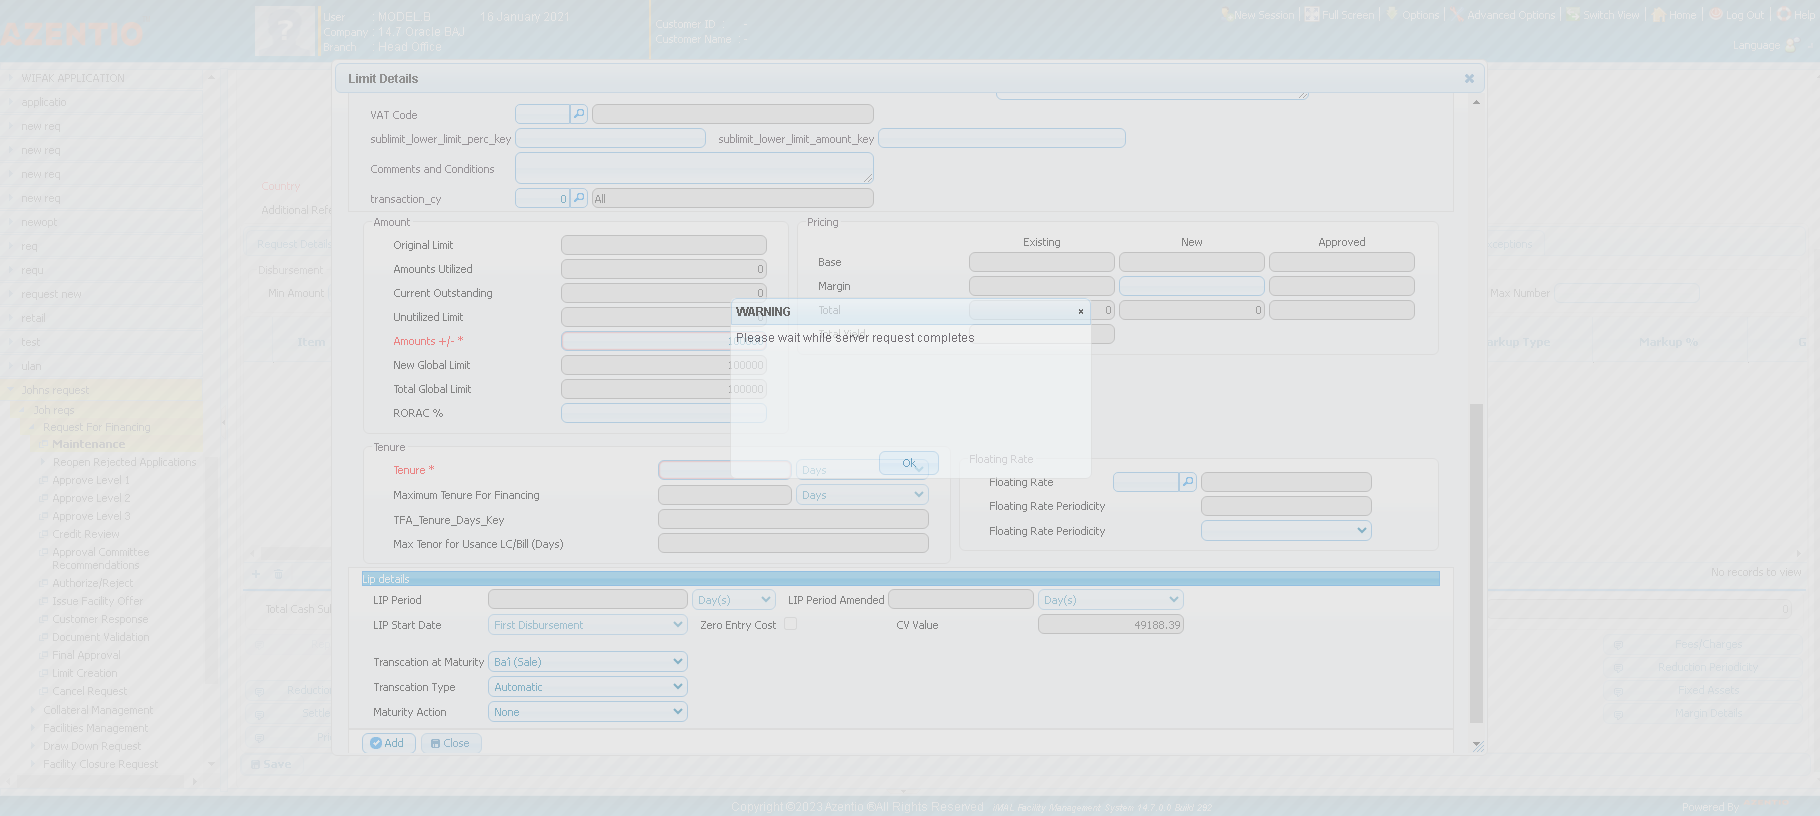 AZENTIO
User MODEL B 18 January 2021
Company 14.7 Oracle BAJ
Branch Head Office
Customer ID -
Customer Name -
New Session Full Screen Options Advanced Options Switch View Home Log Out Help
Language
WIFAK APPLICATION
applicatio
new req
new req
new req
new req
newopt
req
requ
request new
retail
test
ulan
Johns request
Joh reqs
Request For Financing
Maintenance
Reopen Rejected Applications
Approve Level 1
Approve Level 2
Approve Level 3
Credit Review
Approval Committee
Recommendations
Authorize/Reject
Issue Facility Offer
Customer Response
Document Validation
Final Approval
Limit Creation
Cancel Request
Collateral Management
Facilities Management
Draw Down Request
Facility Closure Request
Country
Additional Refe
Request Details
Disbursement
Min Amount
Item
Total Cash Sub
Save
Limit Details
VAT Code
sublimit_lower_limit_perc_key sublimit_lower_limit_amount_key
Comments and Conditions
transaction_cy 0 All
Amount
Original Limit
Amounts Utilized 0
Current Outstanding 0
Unutilized Limit
Amounts +/- * 100000
New Global Limit 100000
Total Global Limit 100000
RORAC %
Pricing
Existing New Approved
Base
Margin
Total 0 0
Total Yield
WARNING
Please wait while server request completes
Ok
Tenure
Tenure * Days
Maximum Tenure For Financing Days
TFA_Tenure_Days_Key
Max Tenor for Usance LC/Bill (Days)
Floating Rate
Floating Rate
Floating Rate Periodicity
Floating Rate Periodicity
Lip details
LIP Period Day(s) LIP Period Amended Day(s)
LIP Start Date First Disbursement Zero Entry Cost CV Value 49188.39
Transcation at Maturity Ba'i (Sale)
Transcation Type Automatic
Maturity Action None
Add Close
Max Number
arkup Type Markup % G
No records to view
0
Fees/Charges
Reduction Periodicity
Fixed Assets
Margin Details
Copyright ©2023 Azentio ®All Rights Reserved.
Powered By